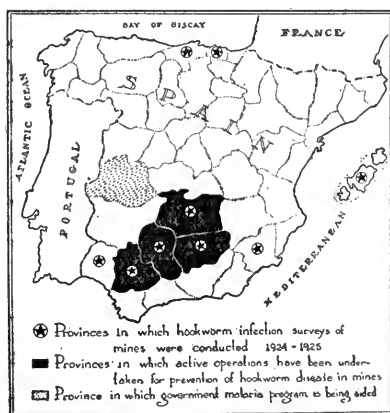 BAY OF BISCAY
FRANCE
ATLANTIC OCEAN
SPAIN
PORTUGAL
MEDITERRANEAN
Provinces in which hookworm infection surveys of
mines were conducted 1924-1925
Provinces in which active operations have been under-
taken for prevention of hookworm disease in mines
Province in which government malaria program is being aided